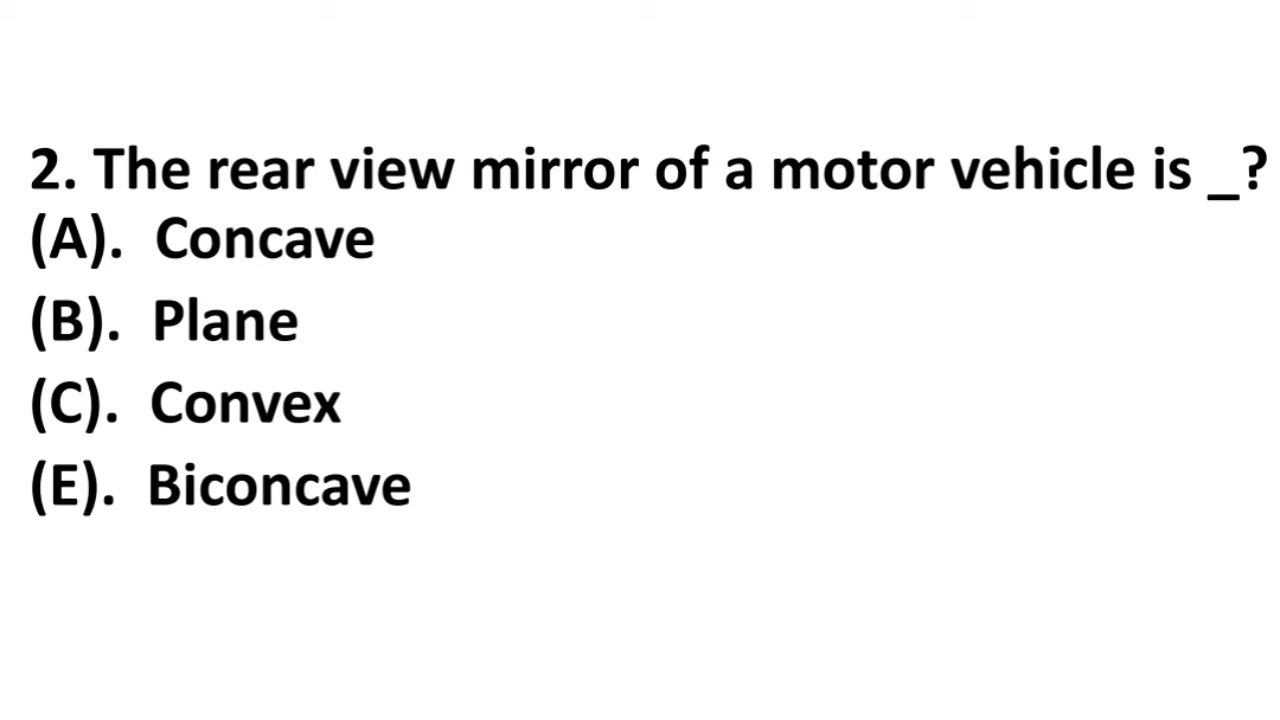 2. The rear view mirror of a motor vehicle is _?
(A). Concave
(B). Plane
(C). Convex
(E). Biconcave